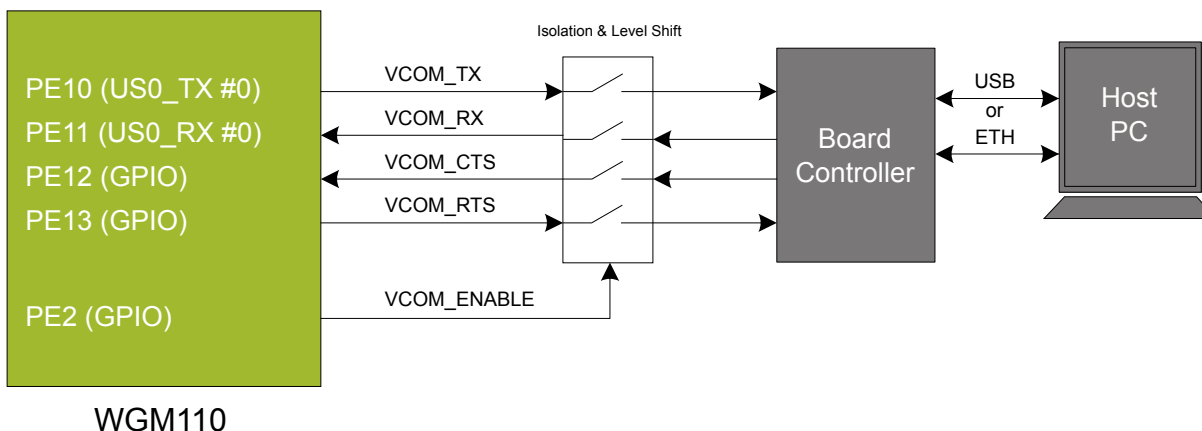 Isolation & Level Shift
PE10 (US0_TX #0)
PE11 (US0_RX #0)
PE12 (GPIO)
PE13 (GPIO)
PE2 (GPIO)
WGM110
VCOM_TX
VCOM_RX
VCOM_CTS
VCOM_RTS
VCOM_ENABLE
Board
Controller
USB
or
ETH
Host
PC